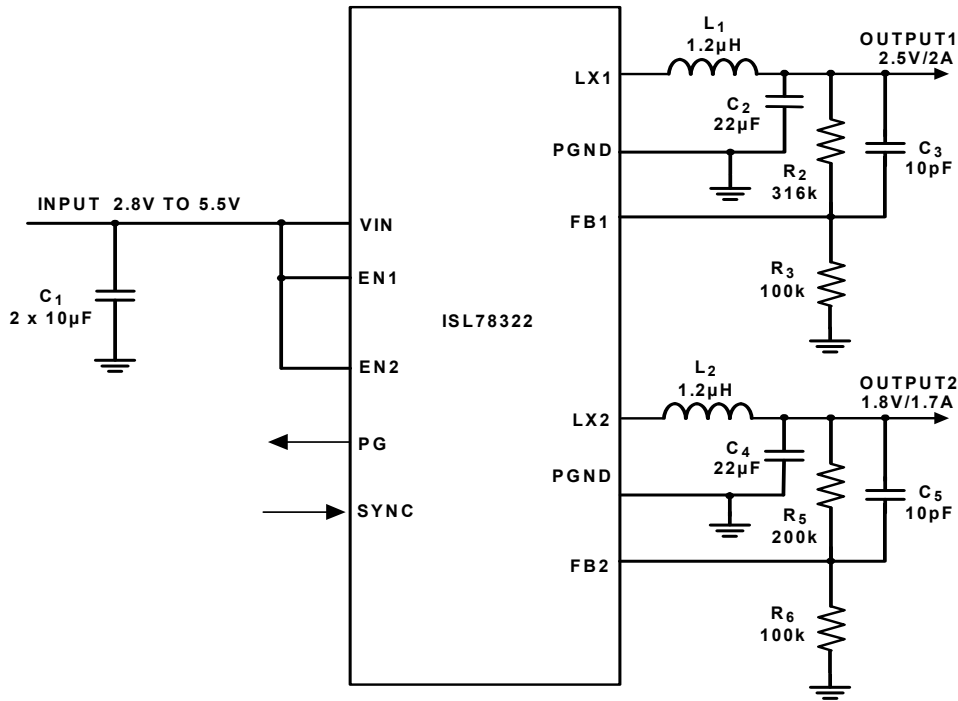 L1
1.2µH
OUTPUT1
2.5V/2A
LX1
C2
22µF
PGND
R2
316k
C3
10pF
INPUT 2.8V TO 5.5V
VIN
FB1
EN1
R3
100k
C1
2 x 10µF
ISL78322
EN2
L2
1.2µH
OUTPUT2
1.8V/1.7A
LX2
PG
C4
22µF
PGND
C5
10pF
SYNC
R5
200k
FB2
R6
100k